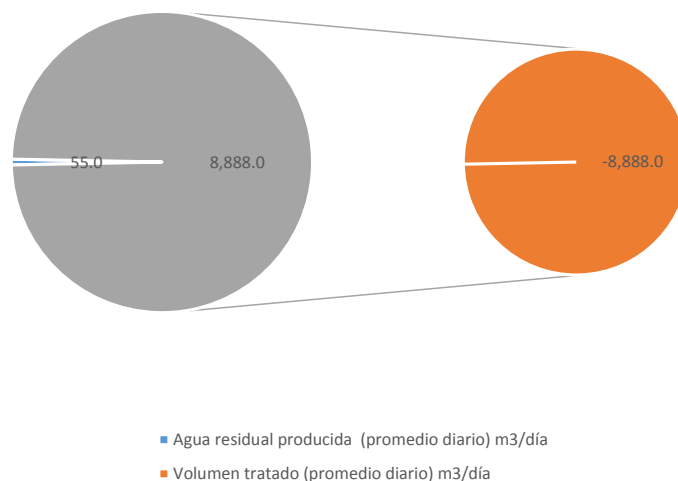 55.0
8,888.0
-8,888.0
Agua residual producida (promedio diario) m3/día
Volumen tratado (promedio diario) m3/día